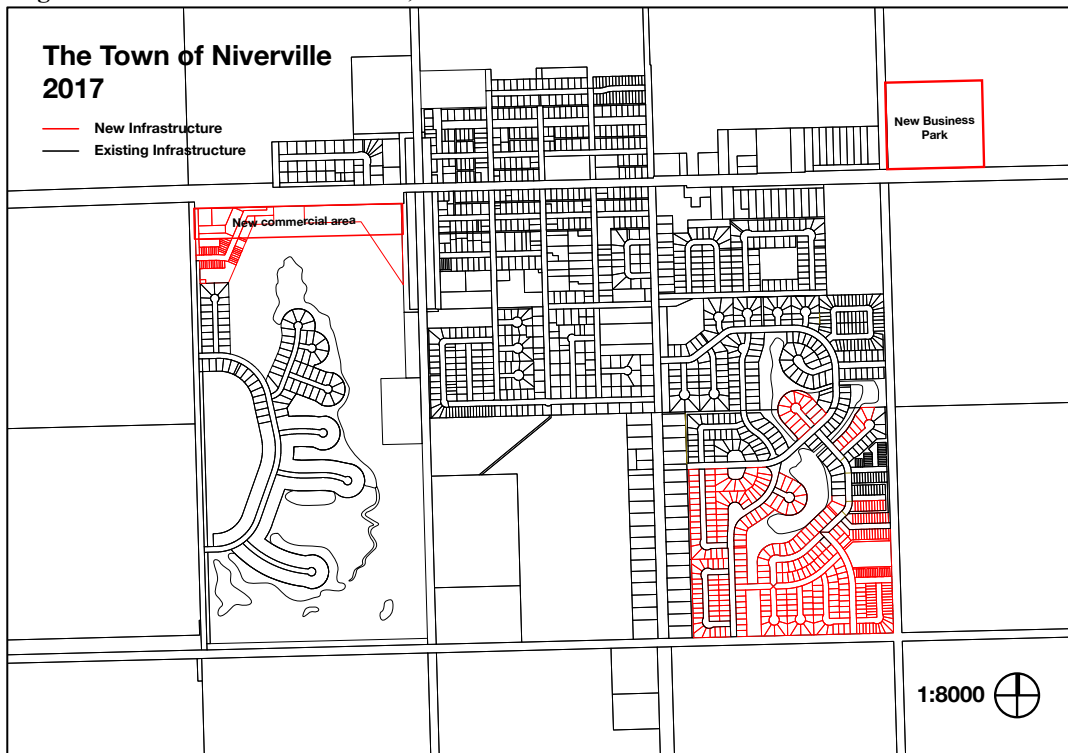 The Town of Niverville
2017
New Infrastructure
Existing Infrastructure
New Business
Park
New commercial area
1:8000